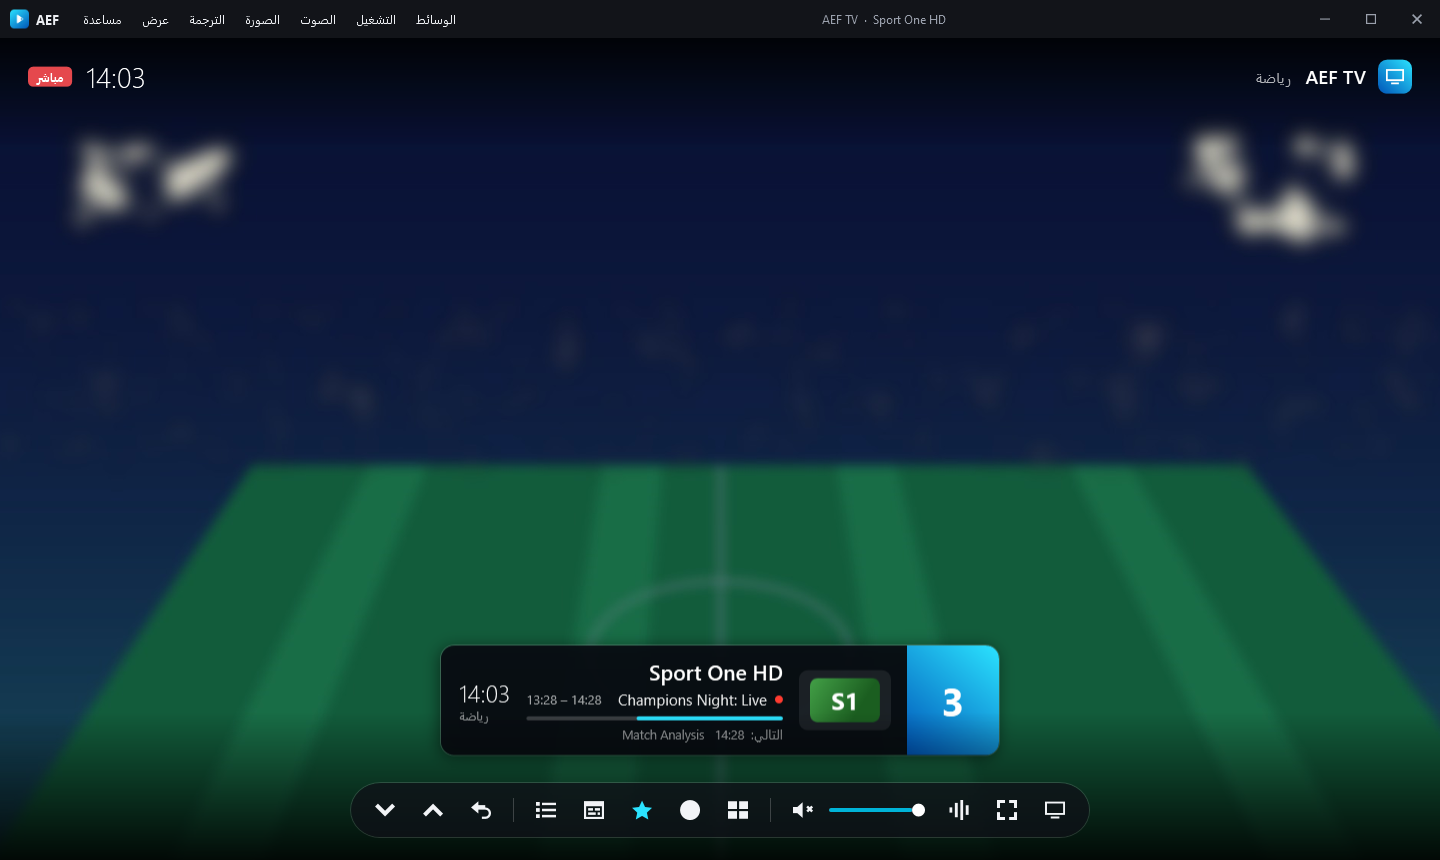 AEF
الوسائط التشغيل الصوت الصورة الترجمة عرض مساعدة
AEF TV · Sport One HD
AEF TV رياضة
14:03 مباشر
3
S1
Sport One HD
Champions Night: Live 13:28 – 14:28
التالي: 14:28 Match Analysis
14:03
رياضة